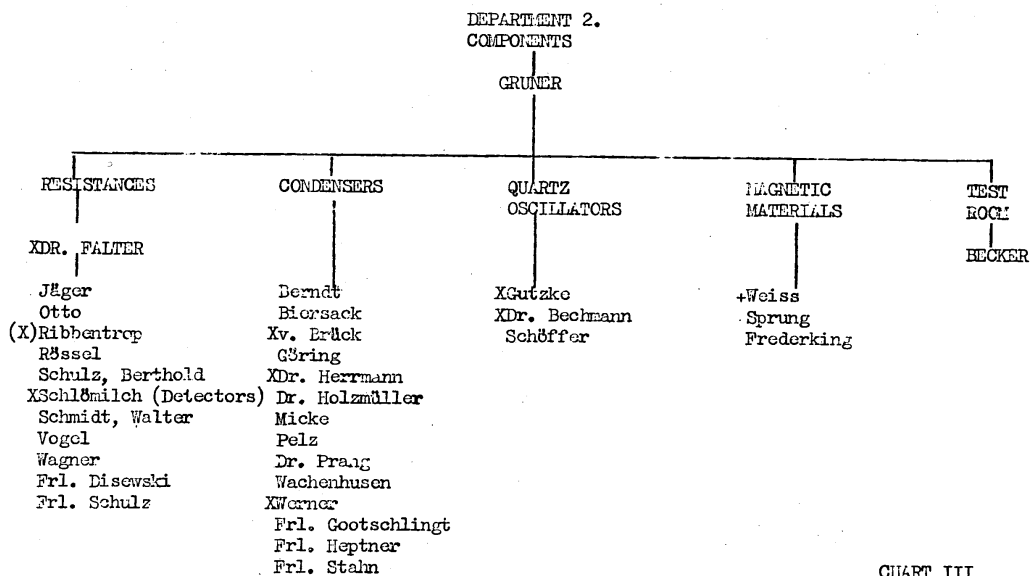 DEPARTMENT 2.
COMPONENTS
GRUNER
RESISTANCES
XDR. FALTER
Jäger
Otto
(X)Ribbentrop
Rössel
Schulz, Berthold
XSchlömilch (Detectors)
Schmidt, Walter
Vogel
Wagner
Frl. Disewski
Frl. Schulz
CONDENSERS
Berndt
Biersack
Xv. Brück
Göring
XDr. Herrmann
Dr. Holzmüller
Micke
Pelz
Dr. Prang
Wachenhusen
XWerner
Frl. Gootschlingt
Frl. Heptner
Frl. Stahn
QUARTZ
OSCILLATORS
XGutzke
XDr. Bechmann
Schöffer
MAGNETIC
MATERIALS
+Weiss
Sprung
Frederking
TEST
ROOM
BECKER
CHART III